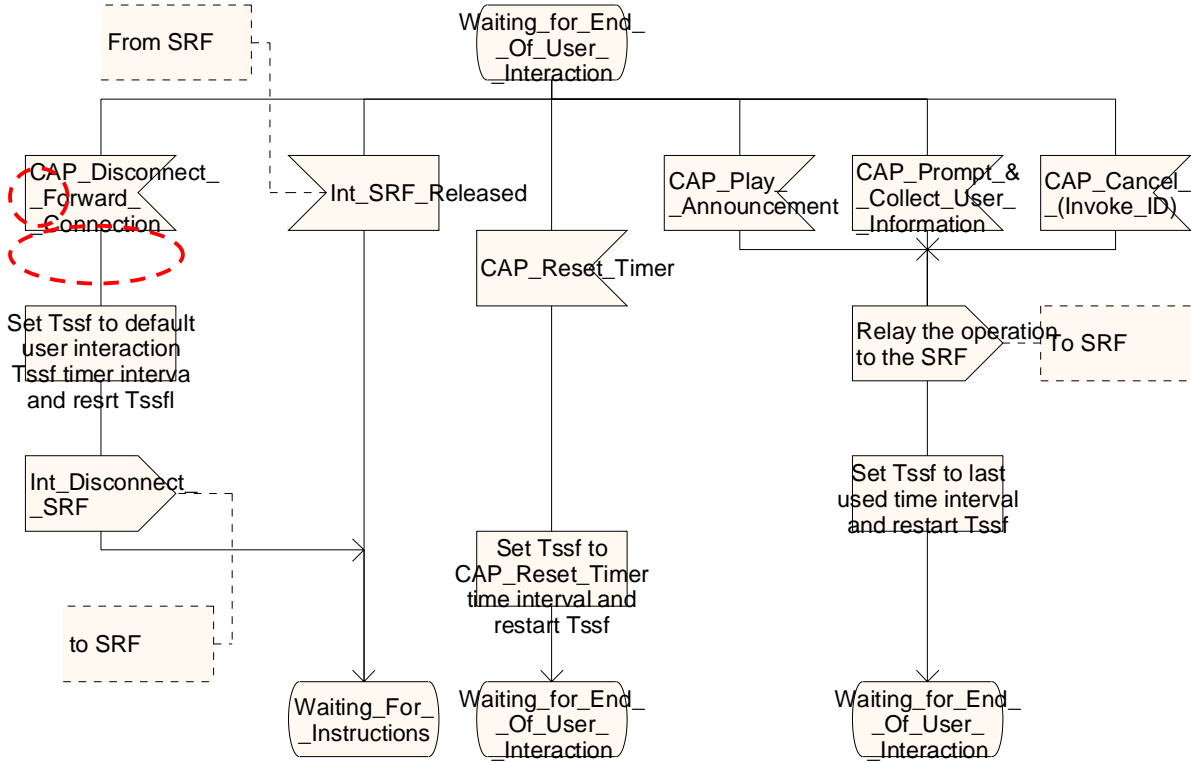 From SRF
Waiting_for_End_
_Of_User_
_Interaction
CAP_Disconnect_
_Forward_
_Connection
Int_SRF_Released
CAP_Reset_Timer
CAP_Play_
_Announcement
CAP_Prompt_&
_Collect_User_
_Information
CAP_Cancel_
_(Invoke_ID)
Set Tssf to default
user interaction
Tssf timer interva
and resrt Tssfl
Relay the operation
to the SRF
To SRF
Int_Disconnect_
_SRF
Set Tssf to last
used time interval
and restart Tssf
Set Tssf to
CAP_Reset_Timer
time interval and
restart Tssf
to SRF
Waiting_For_
_Instructions
Waiting_for_End_
_Of_User_
_Interaction
Waiting_for_End_
_Of_User_
_Interaction